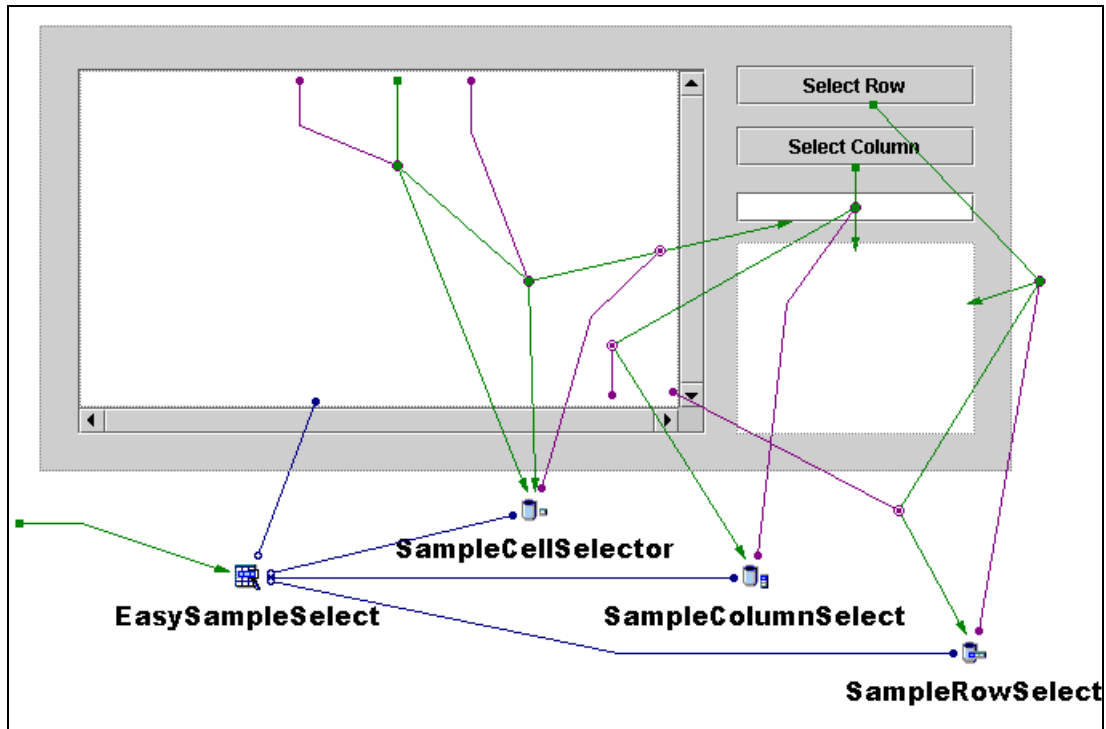 Select Row
Select Column
SampleCellSelector
EasySampleSelect
SampleColumnSelect
SampleRowSelect